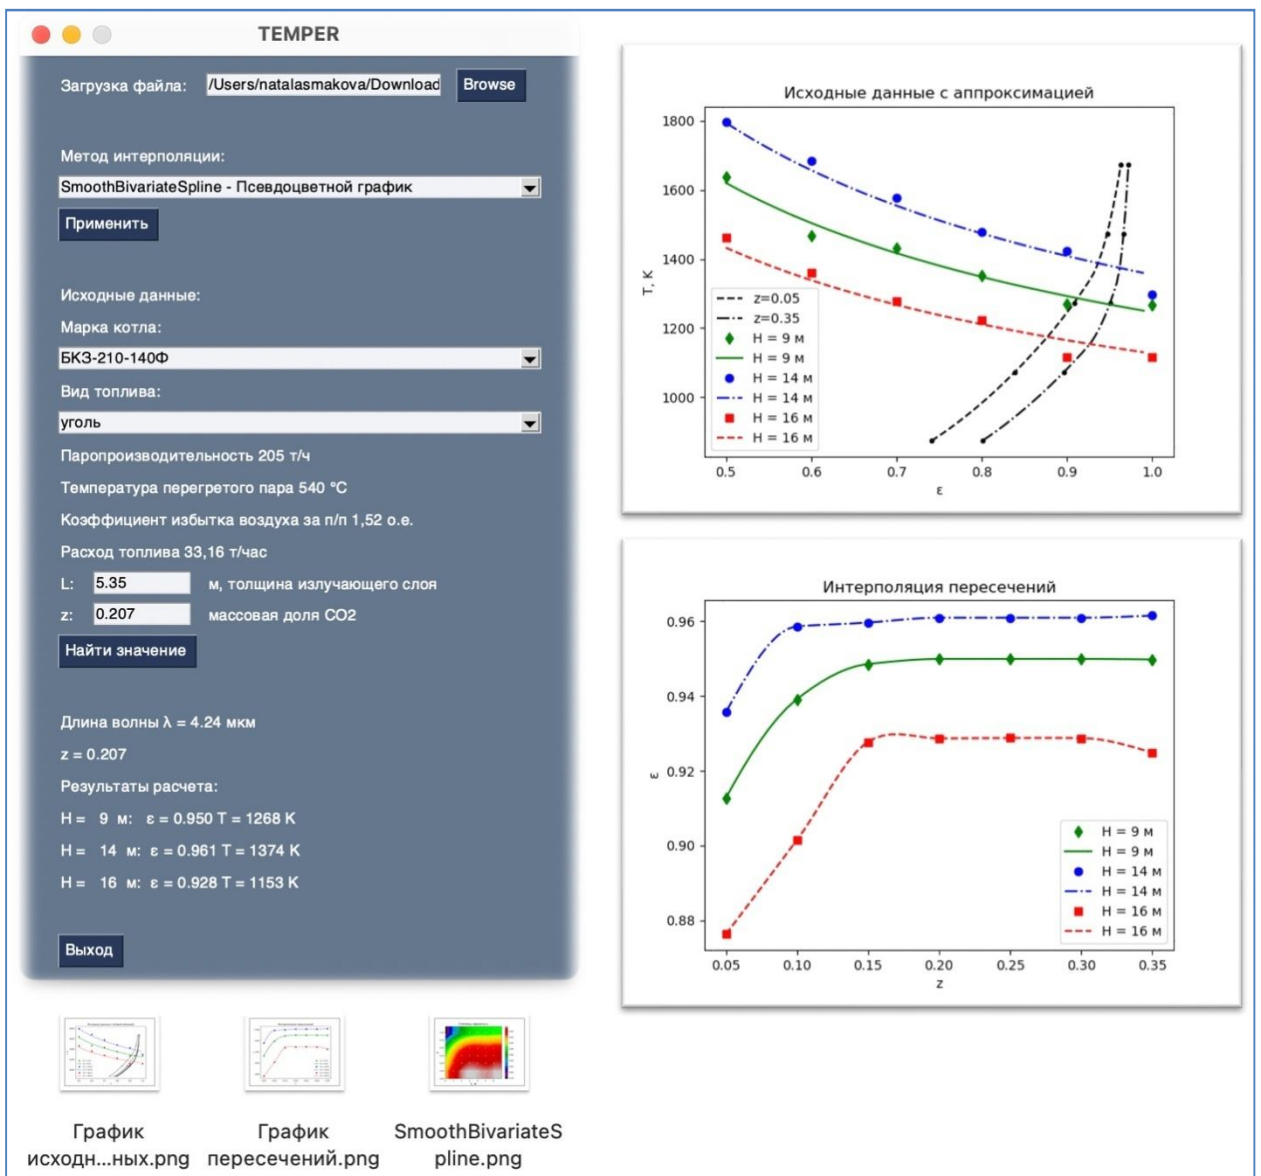 TEMPER
Загрузка файла: /Users/natalasmakova/Download Browse
Метод интерполяции:
SmoothBivariateSpline - Псевдоцветной график
Применить
Исходные данные:
Марка котла:
БКЗ-210-140Ф
Вид топлива:
уголь
Паропроизводительность 205 т/ч
Температура перегретого пара 540 °C
Коэффициент избытка воздуха за п/п 1,52 о.е.
Расход топлива 33,16 т/час
L: 5.35 м, толщина излучающего слоя
z: 0.207 массовая доля CO2
Найти значение
Длина волны λ = 4.24 мкм
z = 0.207
Результаты расчета:
H = 9 м: ε = 0.950 T = 1268 K
H = 14 м: ε = 0.961 T = 1374 K
H = 16 м: ε = 0.928 T = 1153 K
Выход
График
исходн...ных.png
График
пересечений.png
SmoothBivariateS
pline.png
Исходные данные с аппроксимацией
1800
1600
1400
1200
1000
T, K
z=0.05
z=0.35
H = 9 м
H = 9 м
H = 14 м
H = 14 м
H = 16 м
H = 16 м
0.5 0.6 0.7 0.8 0.9 1.0
ε
Интерполяция пересечений
0.96
0.94
0.92
0.90
0.88
ε
H = 9 м
H = 9 м
H = 14 м
H = 14 м
H = 16 м
H = 16 м
0.05 0.10 0.15 0.20 0.25 0.30 0.35
z